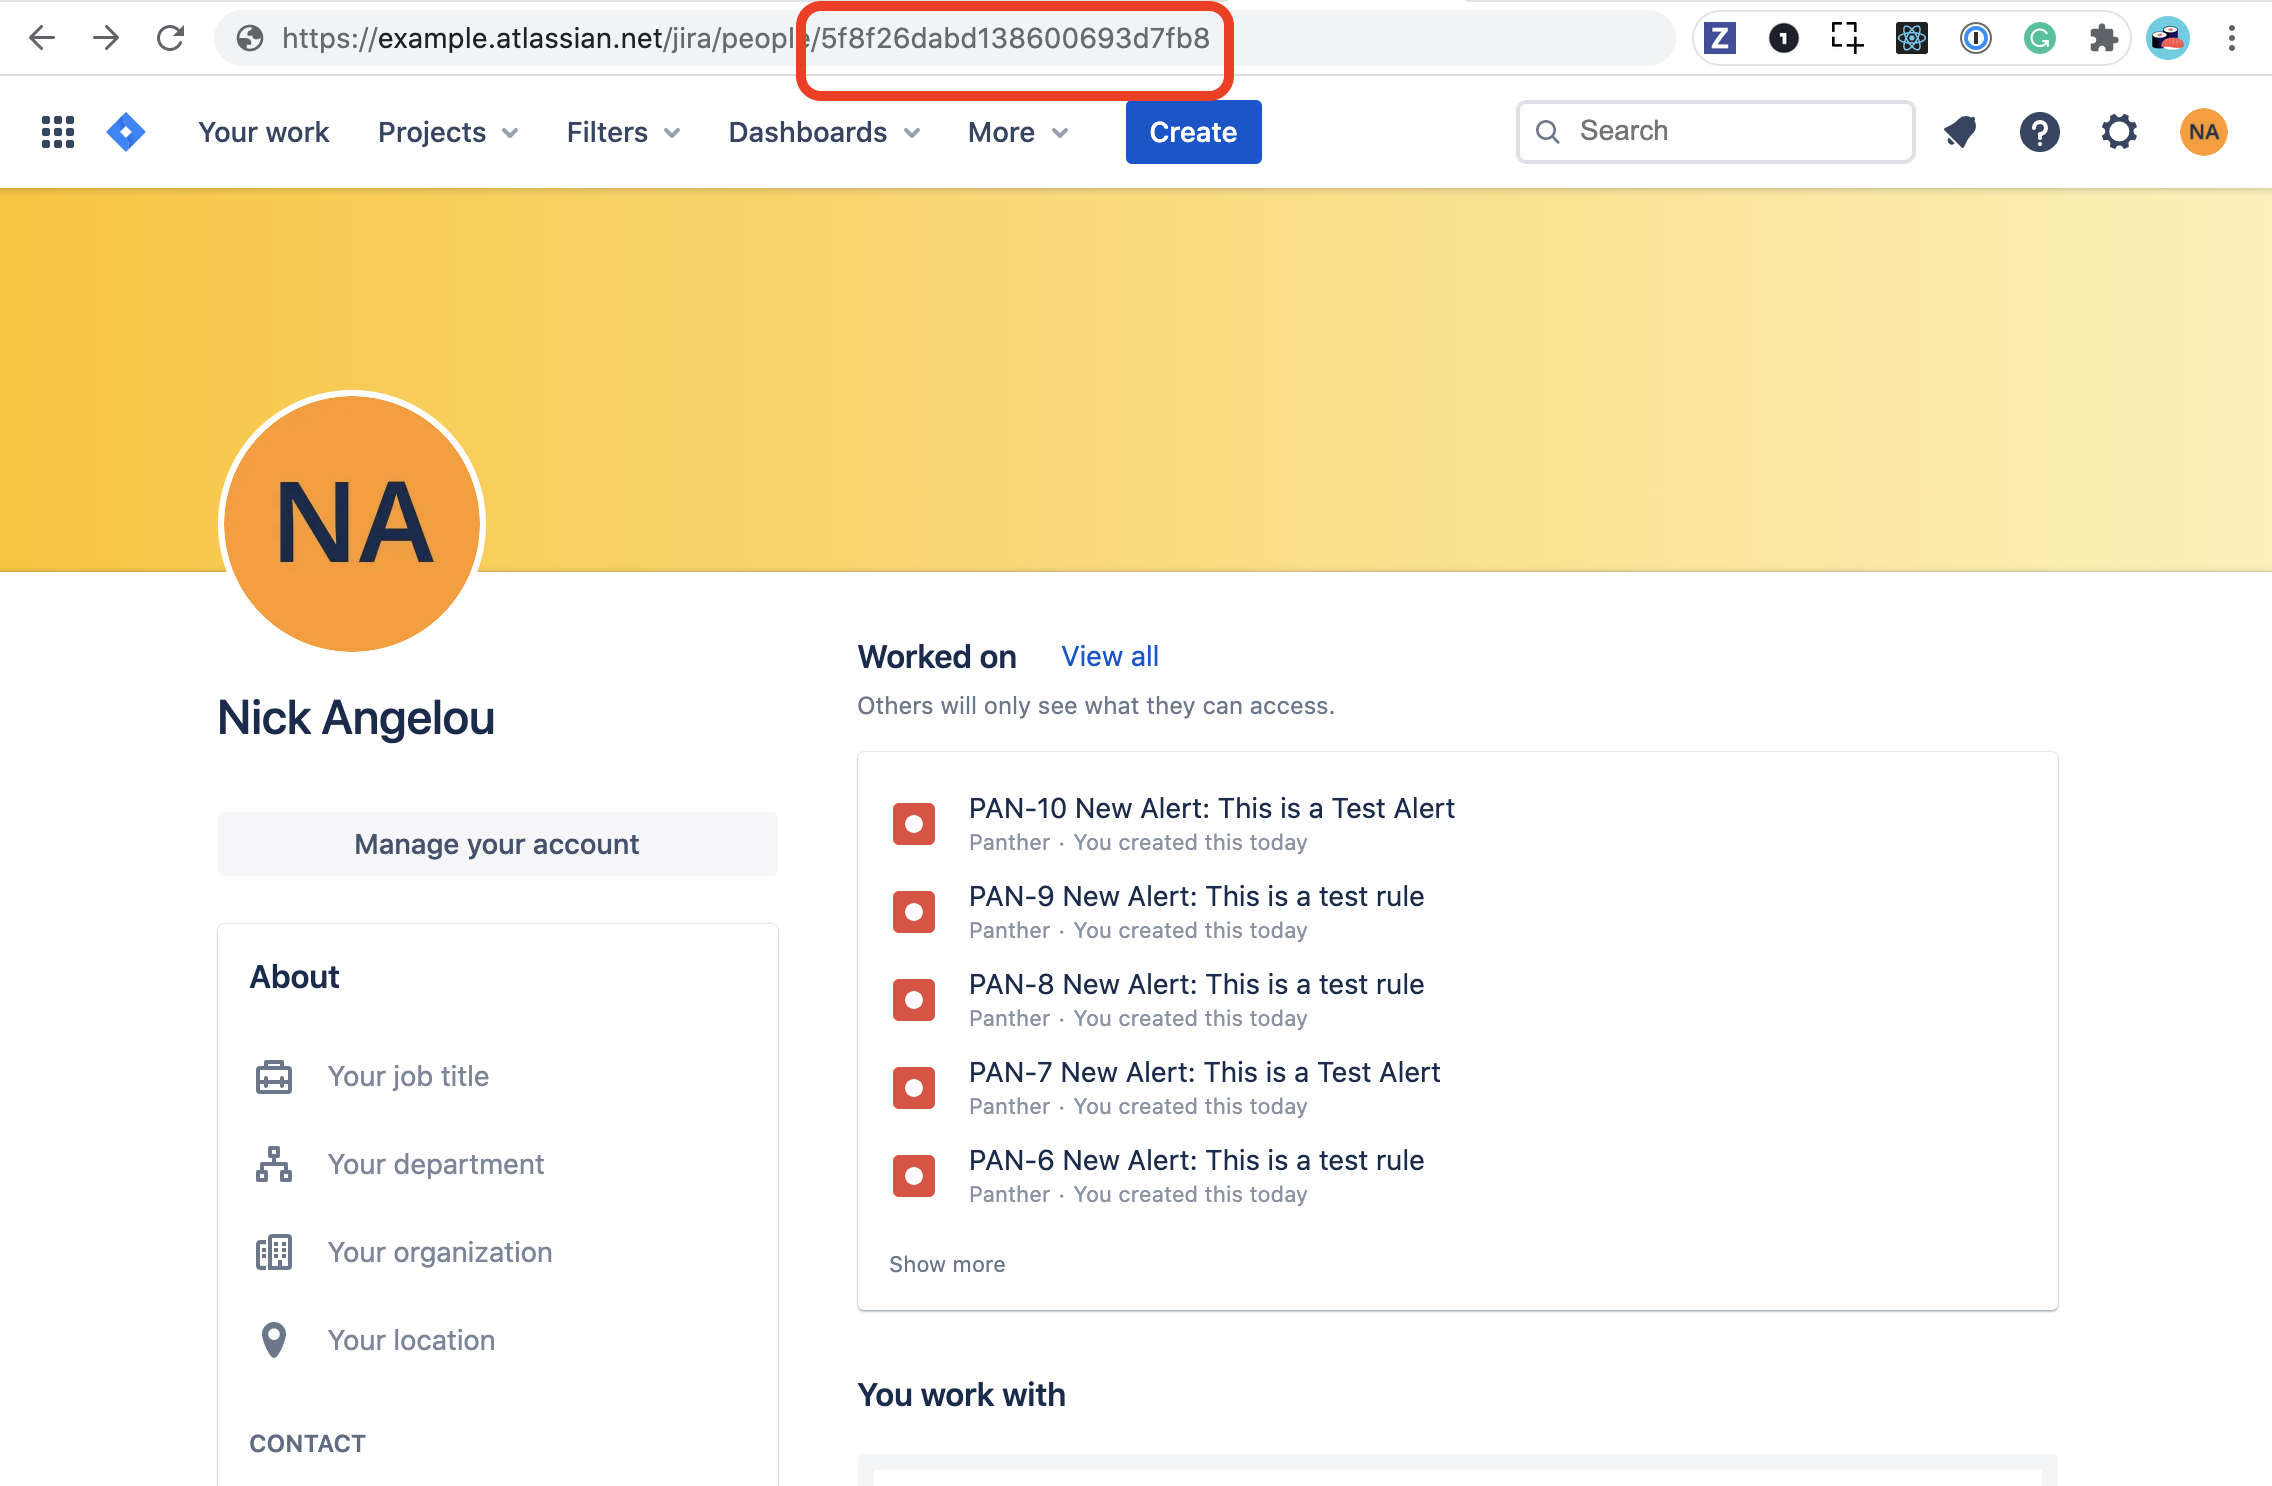 https://example.atlassian.net/jira/people/5f8f26dabd138600693d7fb8
Z 1 G
Your work Projects Filters Dashboards More Create Search ? NA
NA
Nick Angelou
Manage your account
About
Your job title
Your department
Your organization
Your location
CONTACT
Worked on View all
Others will only see what they can access.
PAN-10 New Alert: This is a Test Alert
Panther · You created this today
PAN-9 New Alert: This is a test rule
Panther · You created this today
PAN-8 New Alert: This is a test rule
Panther · You created this today
PAN-7 New Alert: This is a Test Alert
Panther · You created this today
PAN-6 New Alert: This is a test rule
Panther · You created this today
Show more
You work with